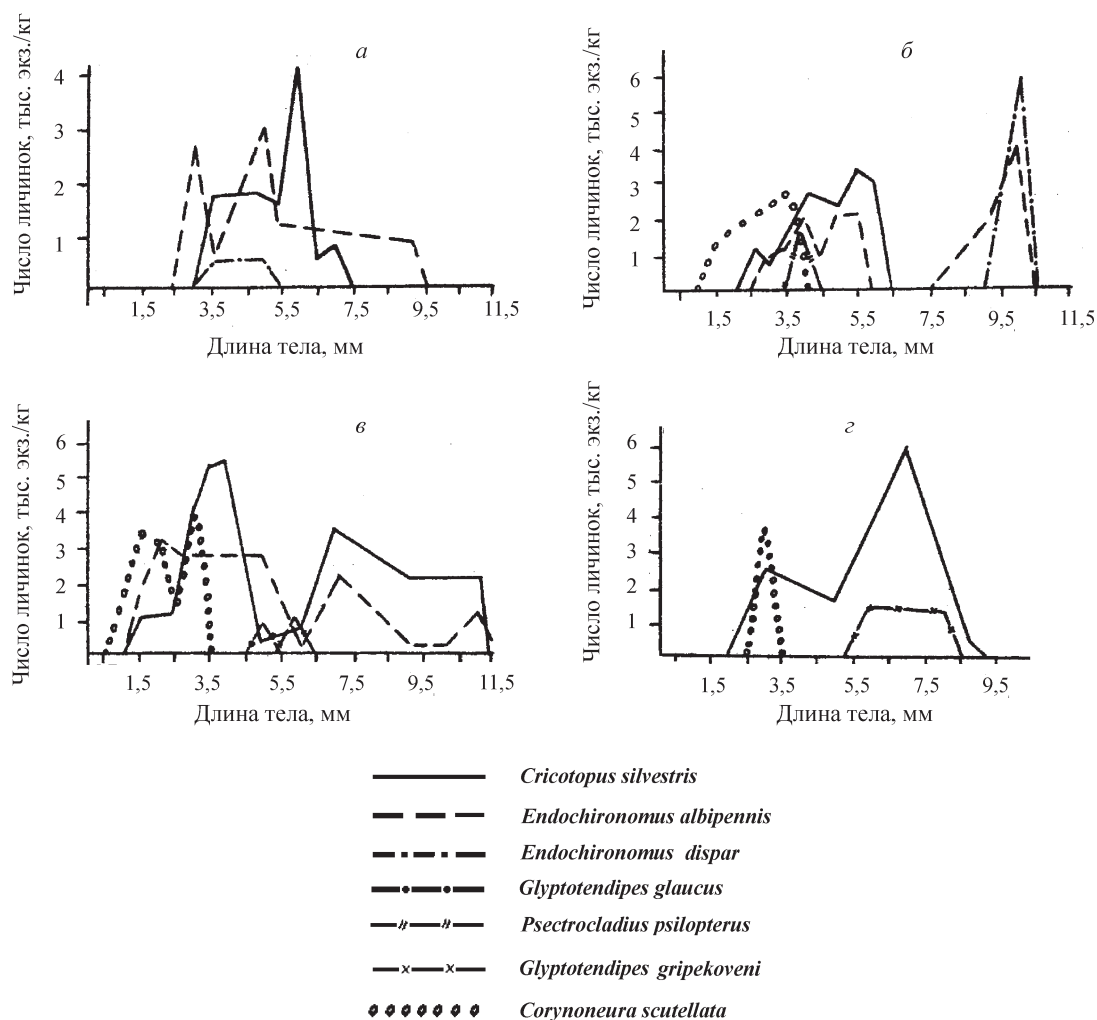 а
Число личинок, тыс. экз./кг
4
3
2
1
1,5 3,5 5,5 7,5 9,5 11,5
Длина тела, мм
б
Число личинок, тыс. экз./кг
6
5
4
3
2
1
1,5 3,5 5,5 7,5 9,5 11,5
Длина тела, мм
в
Число личинок, тыс. экз./кг
6
5
4
3
2
1
1,5 3,5 5,5 7,5 9,5 11,5
Длина тела, мм
г
Число личинок, тыс. экз./кг
6
5
4
3
2
1
1,5 3,5 5,5 7,5 9,5
Длина тела, мм
Cricotopus silvestris
Endochironomus albipennis
Endochironomus dispar
Glyptotendipes glaucus
Psectrocladius psilopterus
Glyptotendipes gripekoveni
Corynoneura scutellata